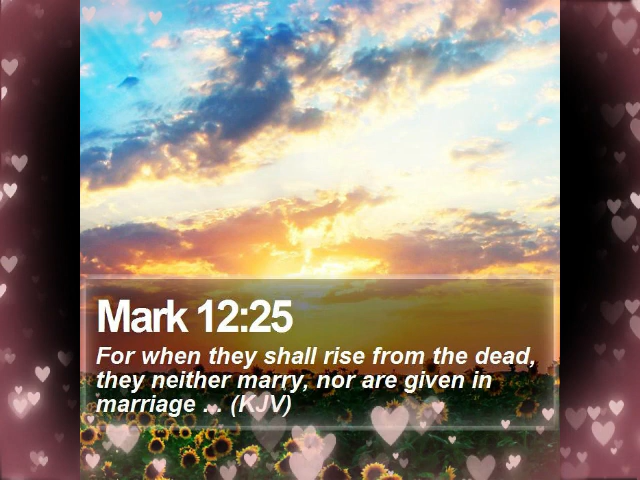 Mark 12:25
For when they shall rise from the dead,
they neither marry, nor are given in
marriage ... (KJV)